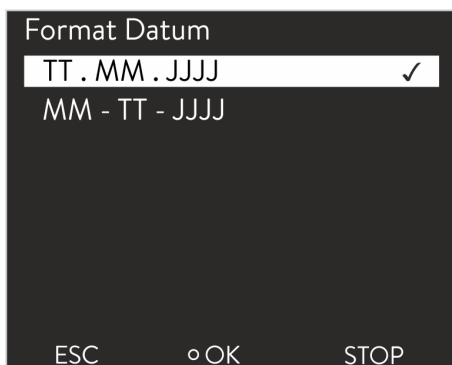 Format Datum
TT . MM . JJJJ ✓
MM - TT - JJJJ
ESC ○ OK STOP